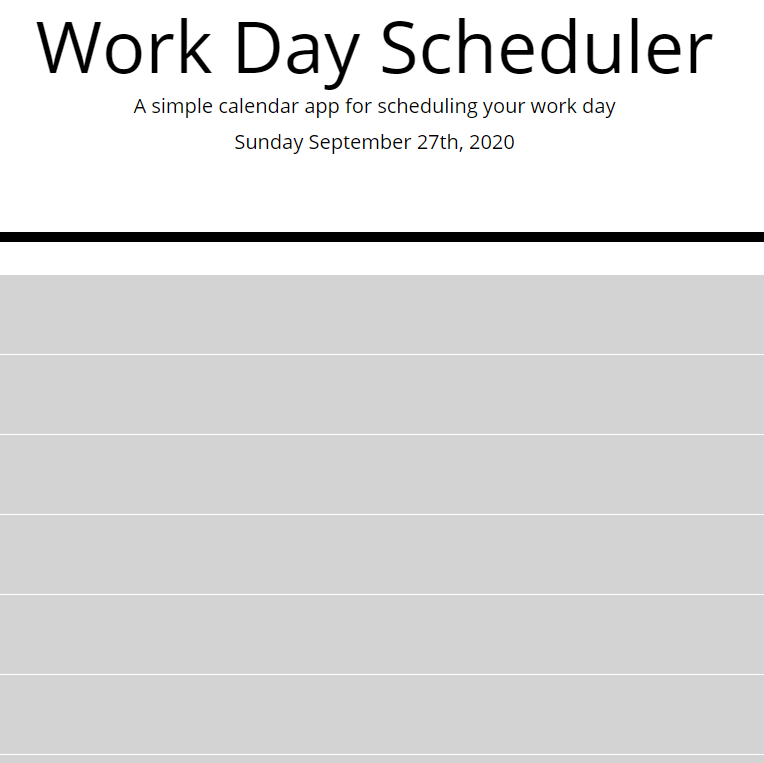 Work Day Scheduler
A simple calendar app for scheduling your work day
Sunday September 27th, 2020